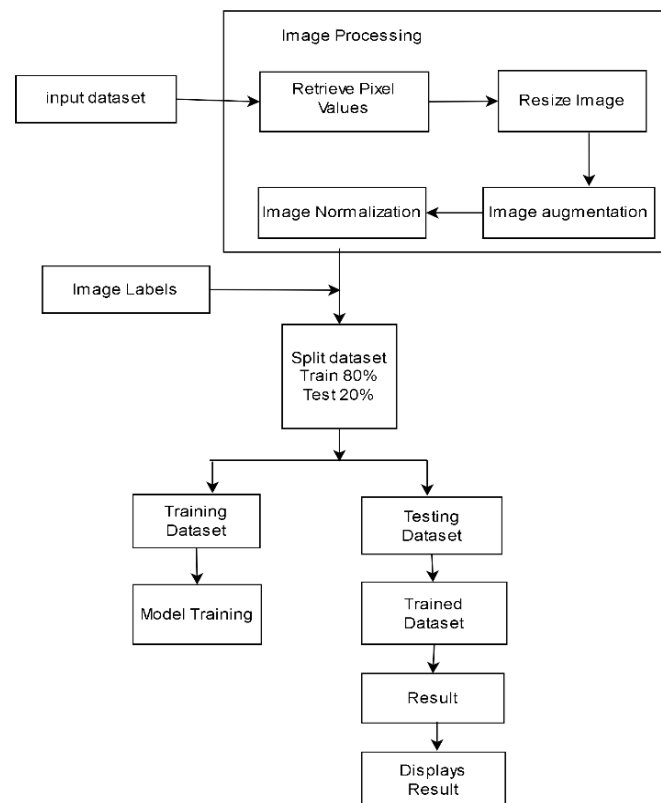 Image Processing
input dataset
Retrieve Pixel
Values
Resize Image
Image Normalization
Image augmentation
Image Labels
Split dataset
Train 80%
Test 20%
Training
Dataset
Testing
Dataset
Model Training
Trained
Dataset
Result
Displays
Result